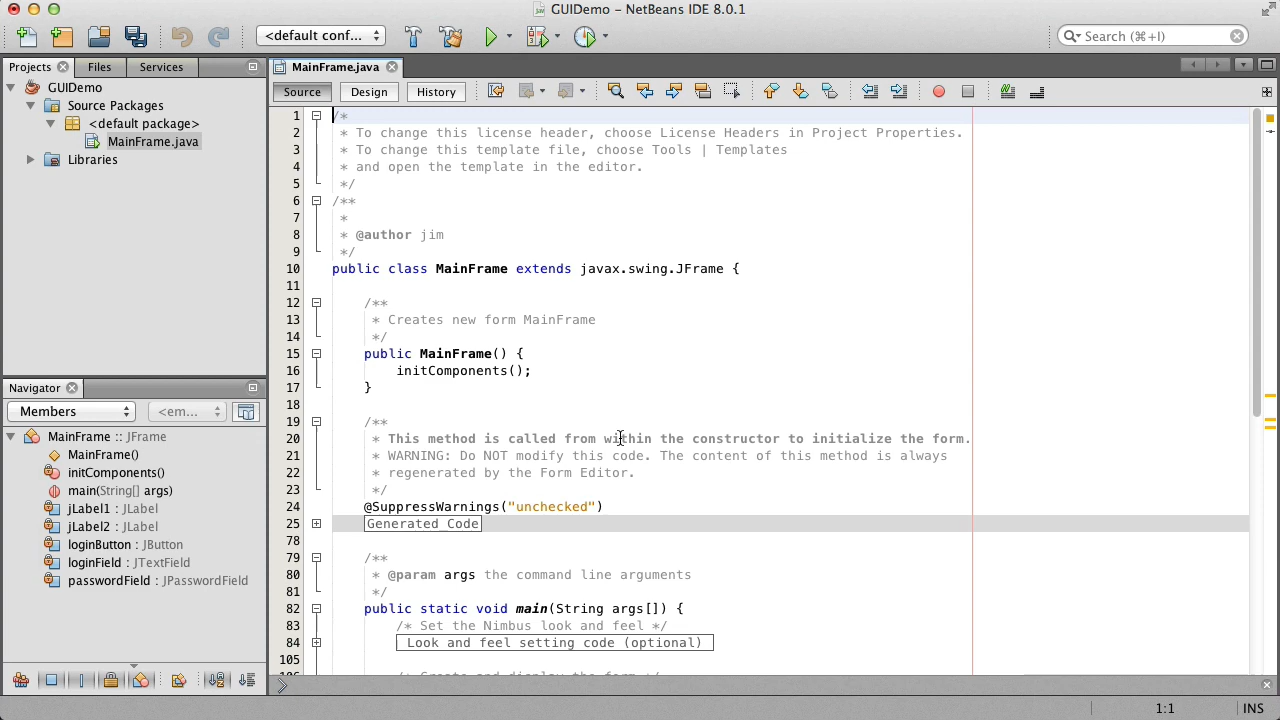 GUIDemo – NetBeans IDE 8.0.1
<default conf...
Search (⌘+I)
Projects Files Services
MainFrame.java
Source Design History
GUIDemo
Source Packages
<default package>
MainFrame.java
Libraries
Navigator
Members
<em...
MainFrame :: JFrame
MainFrame()
initComponents()
main(String[] args)
jLabel1 : JLabel
jLabel2 : JLabel
loginButton : JButton
loginField : JTextField
passwordField : JPasswordField
1 /*
2 * To change this license header, choose License Headers in Project Properties.
3 * To change this template file, choose Tools | Templates
4 * and open the template in the editor.
5 */
6 /**
7 *
8 * @author jim
9 */
10 public class MainFrame extends javax.swing.JFrame {
11
12 /**
13 * Creates new form MainFrame
14 */
15 public MainFrame() {
16 initComponents();
17 }
18
19 /**
20 * This method is called from within the constructor to initialize the form.
21 * WARNING: Do NOT modify this code. The content of this method is always
22 * regenerated by the Form Editor.
23 */
24 @SuppressWarnings("unchecked")
25 Generated Code
78
79 /**
80 * @param args the command line arguments
81 */
82 public static void main(String args[]) {
83 /* Set the Nimbus look and feel */
84 Look and feel setting code (optional)
105
106 /* Create and display the form */
1:1 INS